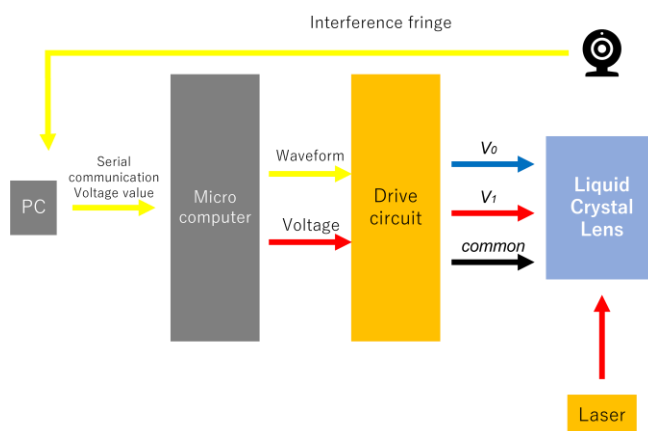 Interference fringe
Serial
communication
Voltage value
PC
Micro
computer
Waveform
Voltage
Drive
circuit
V₀
V₁
common
Liquid
Crystal
Lens
Laser